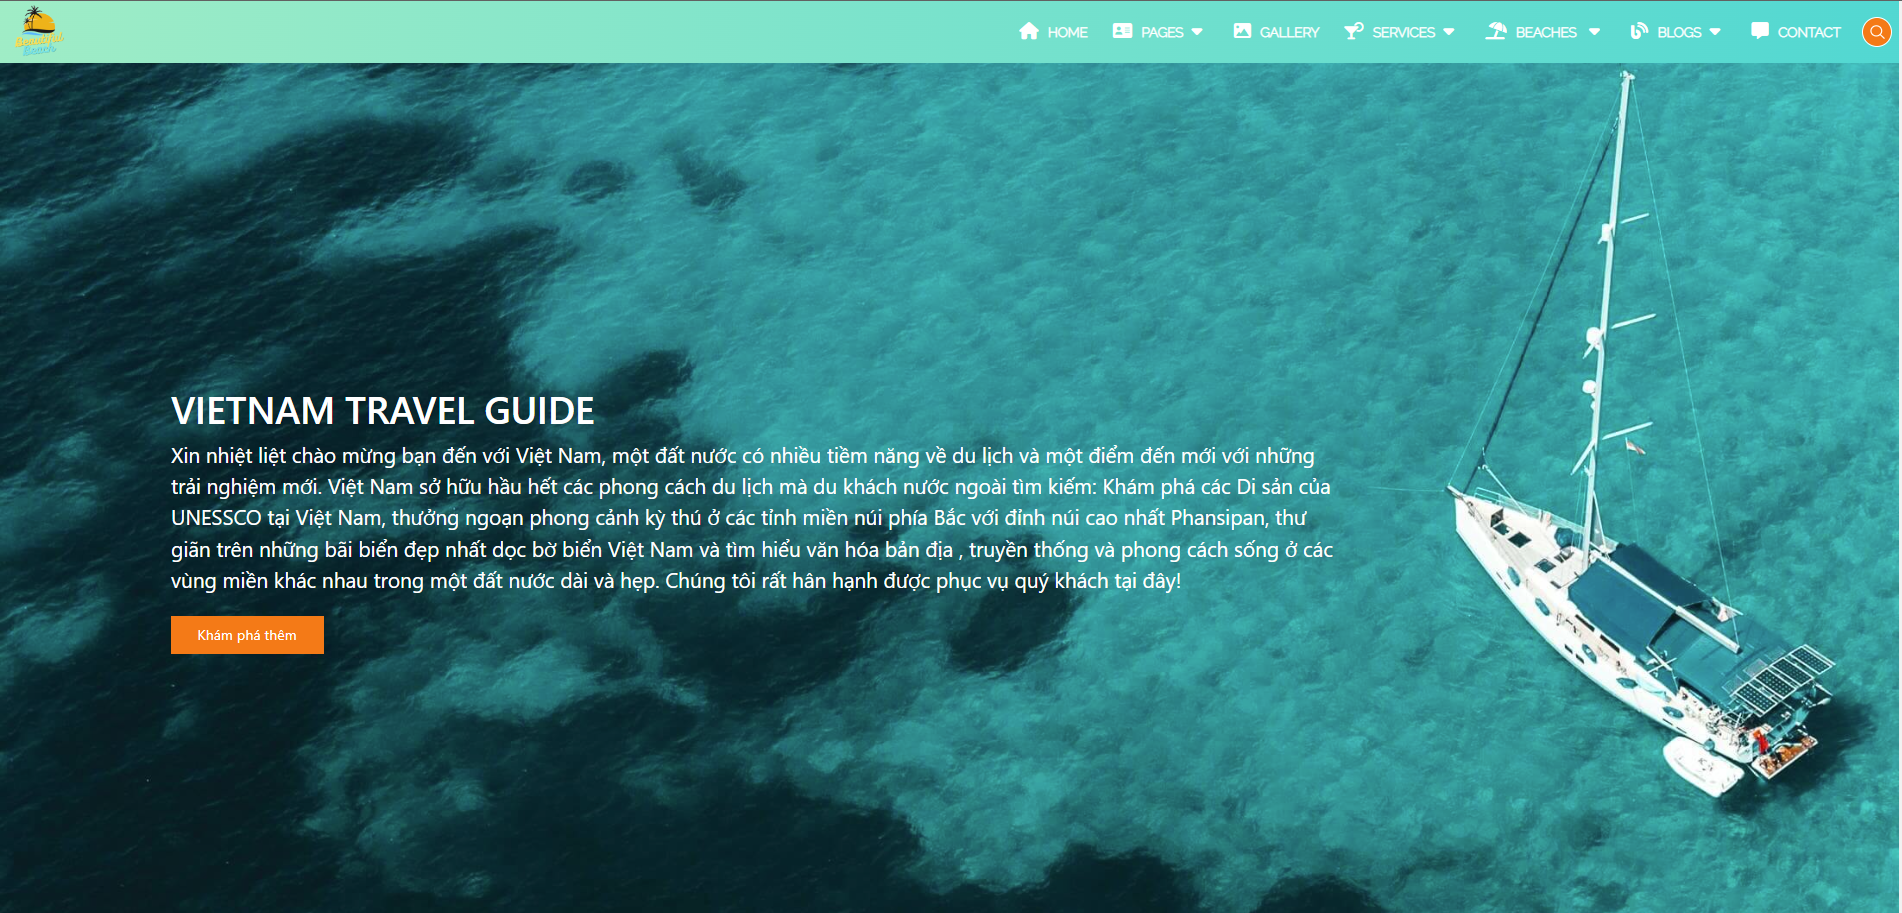 Beautiful
Beach
HOME
PAGES
GALLERY
SERVICES
BEACHES
BLOGS
CONTACT
VIETNAM TRAVEL GUIDE
Xin nhiệt liệt chào mừng bạn đến với Việt Nam, một đất nước có nhiều tiềm năng về du lịch và một điểm đến mới với những
trải nghiệm mới. Việt Nam sở hữu hầu hết các phong cách du lịch mà du khách nước ngoài tìm kiếm: Khám phá các Di sản của
UNESSCO tại Việt Nam, thưởng ngoạn phong cảnh kỳ thú ở các tỉnh miền núi phía Bắc với đỉnh núi cao nhất Phansipan, thư
giãn trên những bãi biển đẹp nhất dọc bờ biển Việt Nam và tìm hiểu văn hóa bản địa , truyền thống và phong cách sống ở các
vùng miền khác nhau trong một đất nước dài và hẹp. Chúng tôi rất hân hạnh được phục vụ quý khách tại đây!
Khám phá thêm